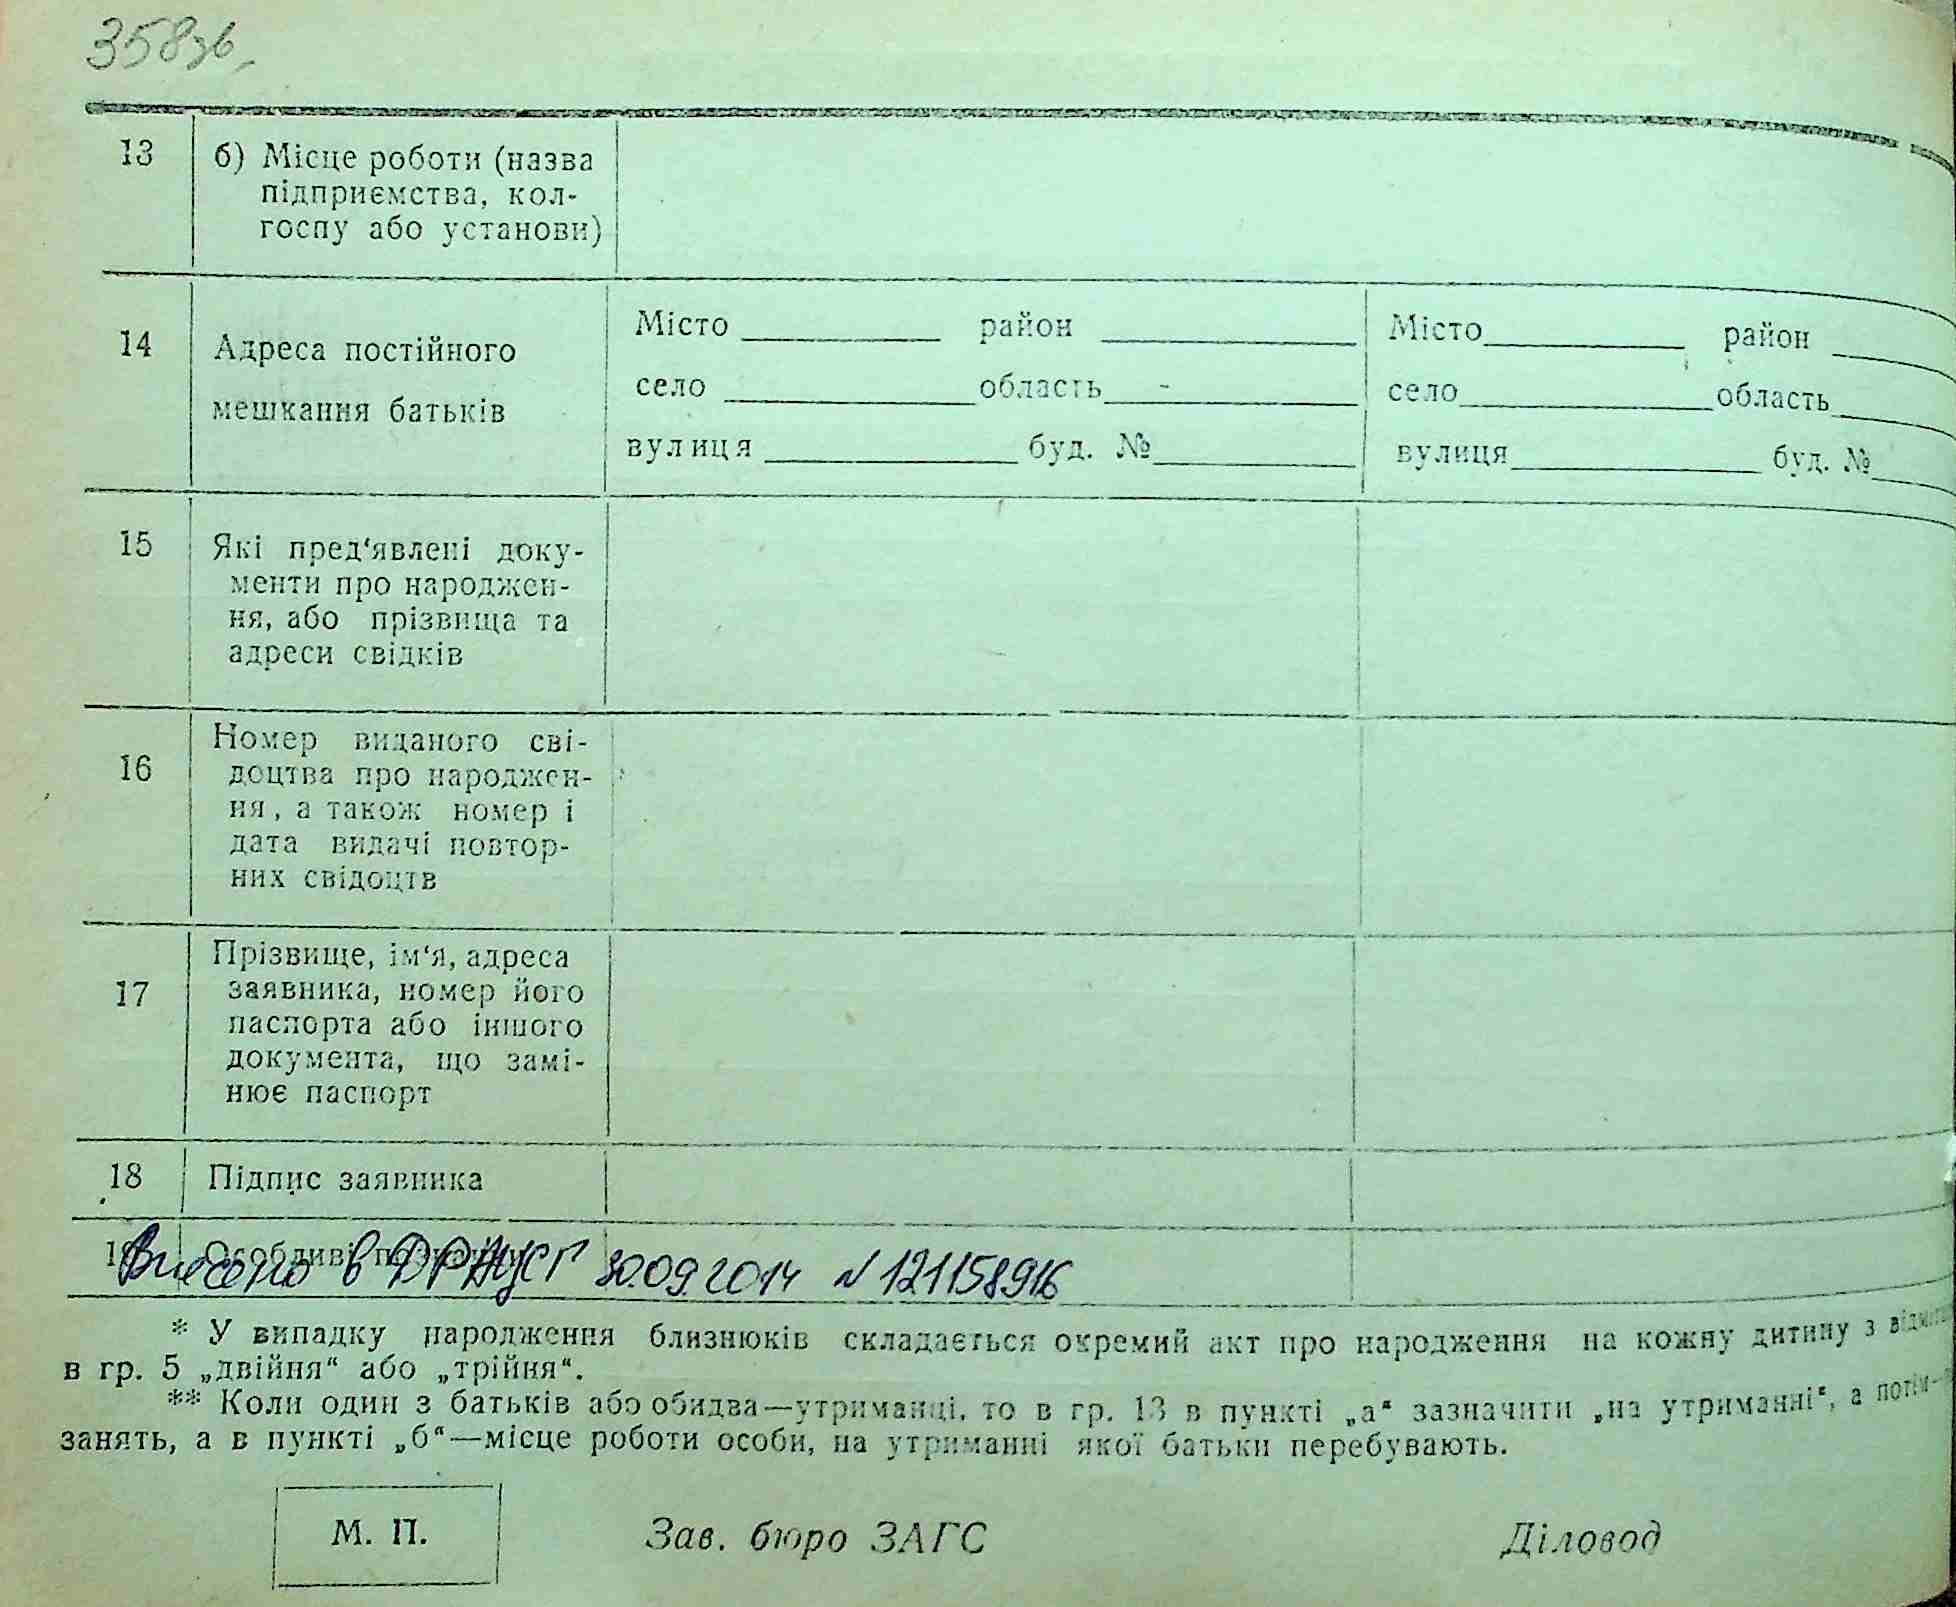 358зв.
13 б) Місце роботи (назва
підприємства, кол-
госпу або установи)
14 Адреса постійного
мешкання батьків
Місто район
село область
вулиця буд. №
Місто район
село область
вулиця буд. №
15 Які пред‘явлені доку-
менти про народжен-
ня, або прізвища та
адреси свідків
16 Номер виданого сві-
доцтва про народжен-
ня, а також номер і
дата видачі повтор-
них свідоцтв
17 Прізвище, ім‘я, адреса
заявника, номер його
паспорта або іншого
документа, що замі-
нює паспорт
18 Підпис заявника
19 Особливі
Внесено в ДРАЦСГ 30.09.2014 N 121158916
* У випадку народження близнюків складається окремий акт про народження на кожну дитину з
в гр. 5 „двійня“ або „трійня“.
** Коли один з батьків або обидва—утриманці, то в гр. 13 в пункті „а“ зазначити „на утриманні“, а потім—
занять, а в пункті „б“—місце роботи особи, на утриманні якої батьки перебувають.
М. П. Зав. бюро ЗАГС Діловод